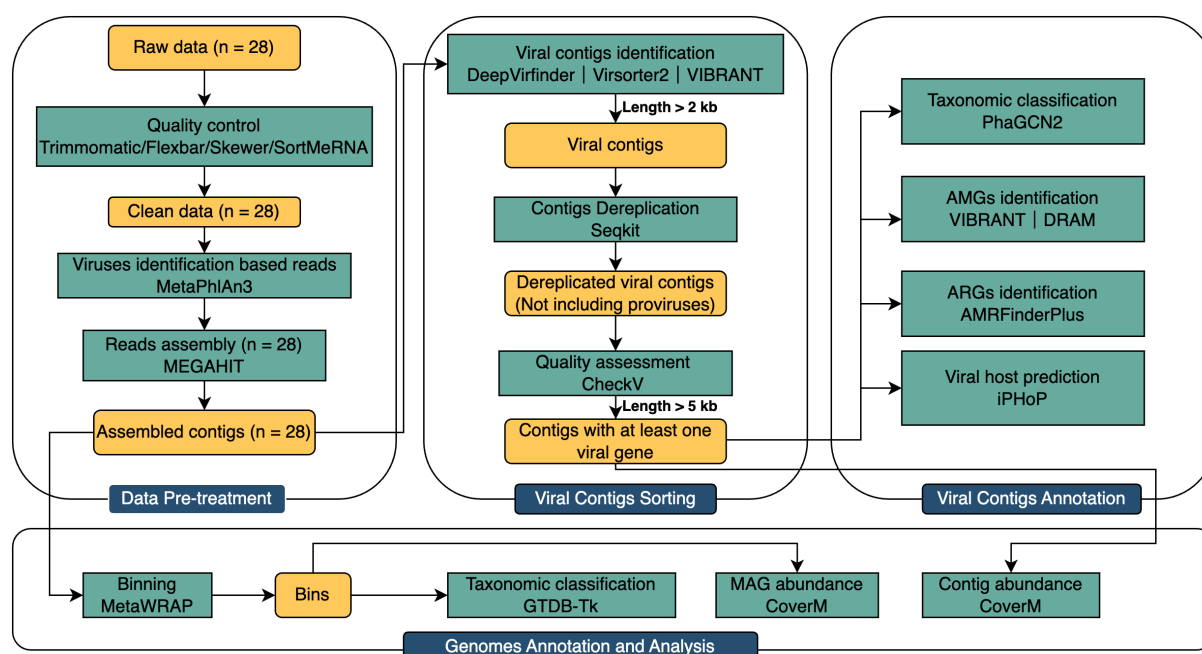 Raw data (n = 28)
Quality control
Trimmomatic/Flexbar/Skewer/SortMeRNA
Clean data (n = 28)
Viruses identification based reads
MetaPhlAn3
Reads assembly (n = 28)
MEGAHIT
Assembled contigs (n = 28)
Data Pre-treatment
Viral contigs identification
DeepVirfinder | Virsorter2 | VIBRANT
Length > 2 kb
Viral contigs
Contigs Dereplication
Seqkit
Dereplicated viral contigs
(Not including proviruses)
Quality assessment
CheckV
Length > 5 kb
Contigs with at least one
viral gene
Viral Contigs Sorting
Taxonomic classification
PhaGCN2
AMGs identification
VIBRANT | DRAM
ARGs identification
AMRFinderPlus
Viral host prediction
iPHoP
Viral Contigs Annotation
Binning
MetaWRAP
Bins
Taxonomic classification
GTDB-Tk
MAG abundance
CoverM
Contig abundance
CoverM
Genomes Annotation and Analysis